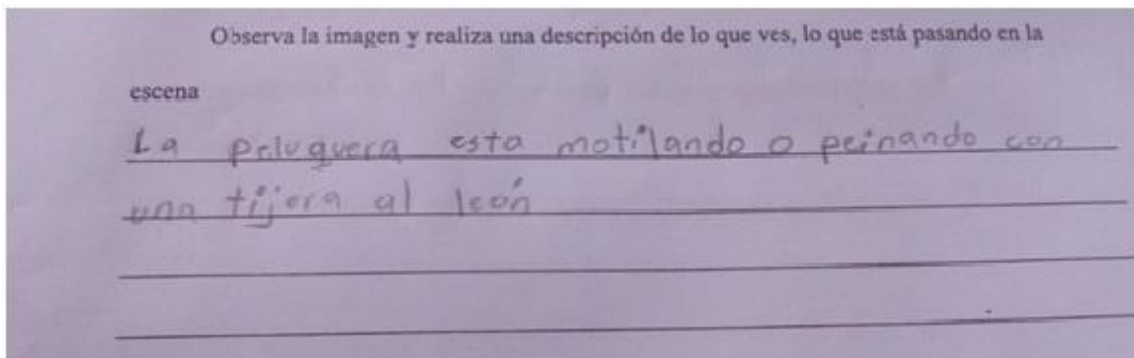 Observa la imagen y realiza una descripción de lo que ves, lo que está pasando en la
escena
La peluquera esta motilando o peinando con
una tijera al león